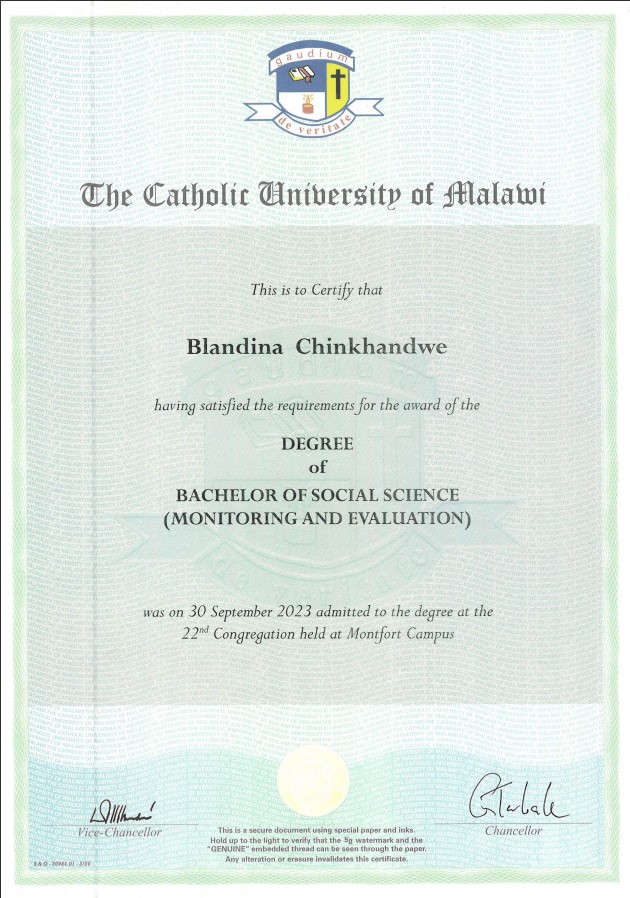 gaudium
de veritate
The Catholic University of Malawi
This is to Certify that
Blandina Chinkhandwe
having satisfied the requirements for the award of the
DEGREE
of
BACHELOR OF SOCIAL SCIENCE
(MONITORING AND EVALUATION)
was on 30 September 2023 admitted to the degree at the
22nd Congregation held at Montfort Campus
Vice-Chancellor
Chancellor
This is a secure document using special paper and inks.
Hold up to the light to verify that the watermark and the
"GENUINE" embedded thread can be seen through the paper.
Any alteration or erasure invalidates this certificate.